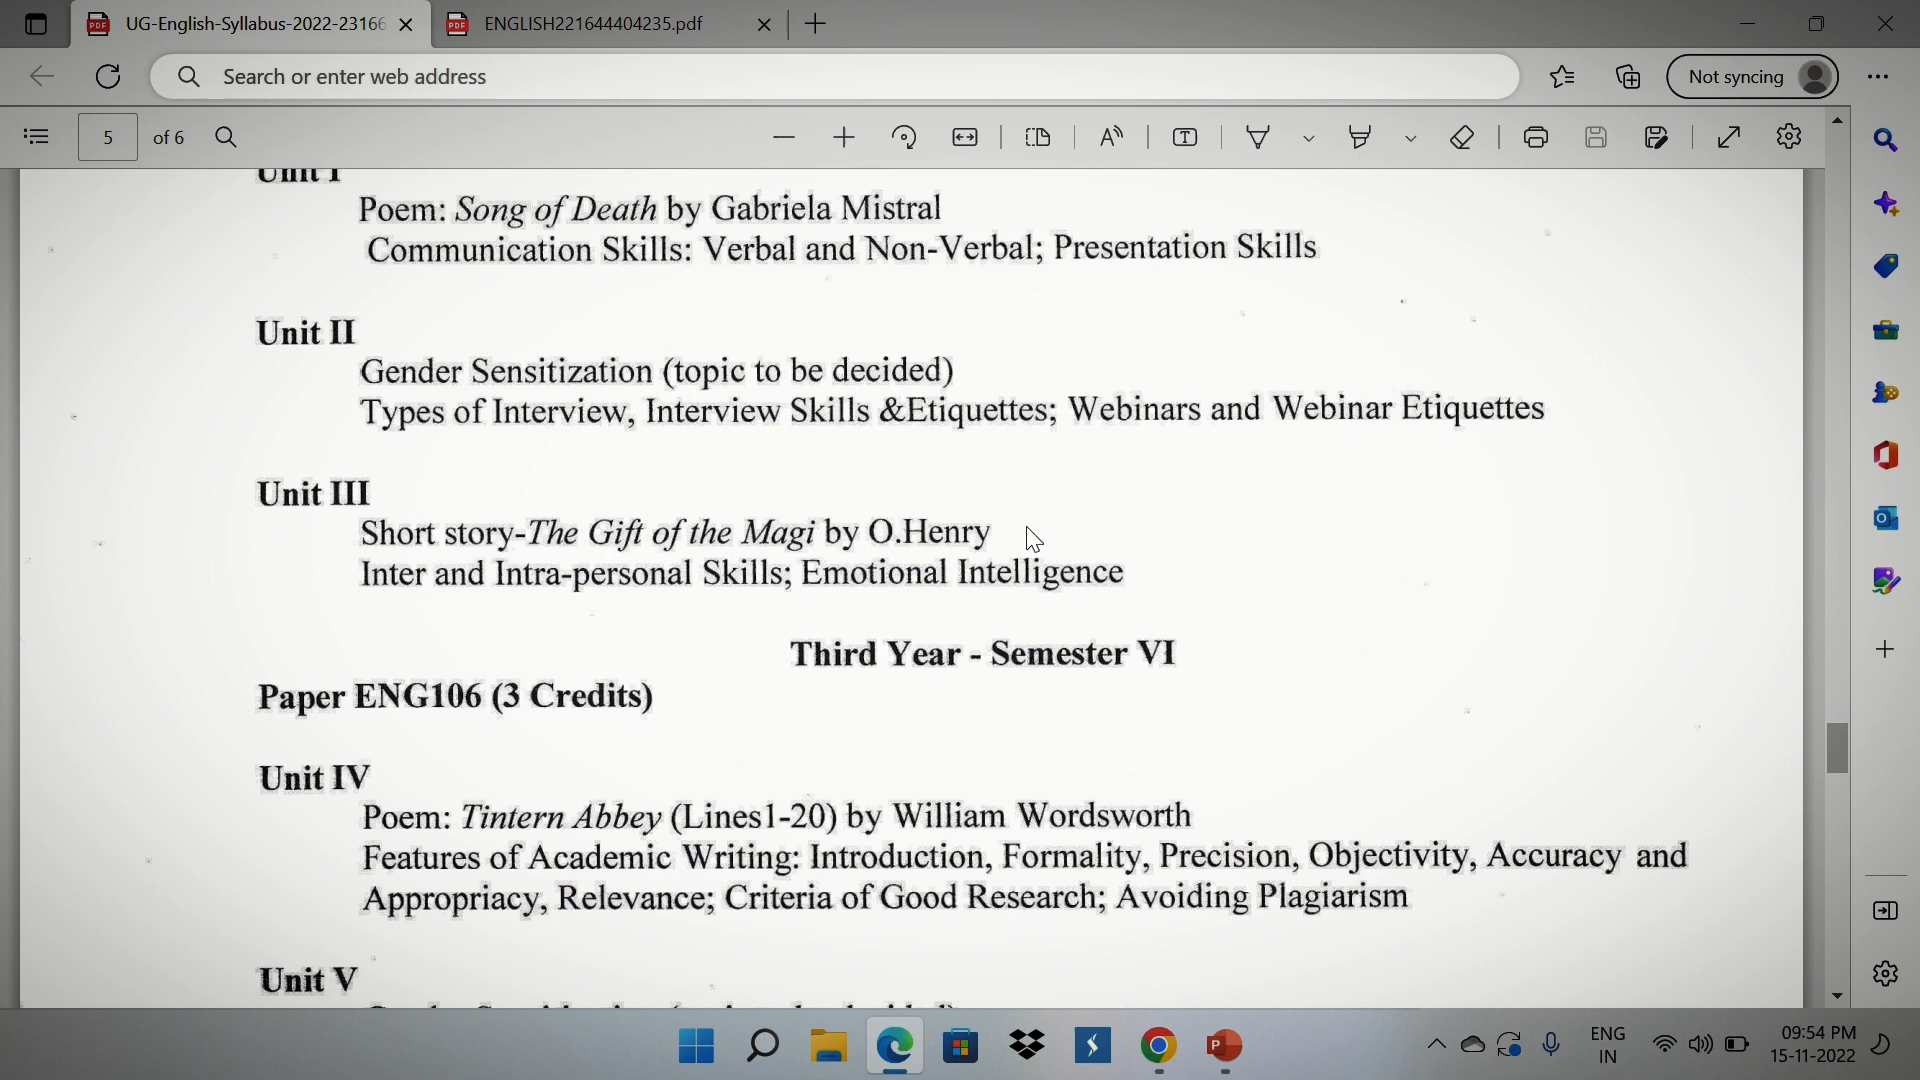 UG-English-Syllabus-2022-23166
ENGLISH221644404235.pdf
Search or enter web address
Not syncing
5 of 6
Unit I
Poem: Song of Death by Gabriela Mistral
Communication Skills: Verbal and Non-Verbal; Presentation Skills
Unit II
Gender Sensitization (topic to be decided)
Types of Interview, Interview Skills &Etiquettes; Webinars and Webinar Etiquettes
Unit III
Short story-The Gift of the Magi by O.Henry
Inter and Intra-personal Skills; Emotional Intelligence
Third Year - Semester VI
Paper ENG106 (3 Credits)
Unit IV
Poem: Tintern Abbey (Lines1-20) by William Wordsworth
Features of Academic Writing: Introduction, Formality, Precision, Objectivity, Accuracy and
Appropriacy, Relevance; Criteria of Good Research; Avoiding Plagiarism
Unit V
ENG
IN
09:54 PM
15-11-2022